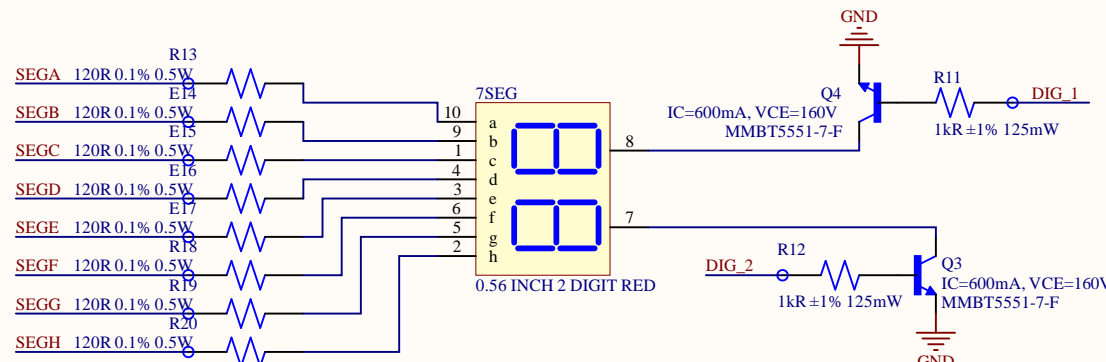 R13
SEGA 120R 0.1% 0.5W
E14
SEGB 120R 0.1% 0.5W
E15
SEGC 120R 0.1% 0.5W
E16
SEGD 120R 0.1% 0.5W
E17
SEGE 120R 0.1% 0.5W
R18
SEGF 120R 0.1% 0.5W
R19
SEGG 120R 0.1% 0.5W
R20
SEGH 120R 0.1% 0.5W
7SEG
10 a
9 b
1 c
4 d
3 e
6 f
5 g
2 h
8
7
0.56 INCH 2 DIGIT RED
GND
Q4
IC=600mA, VCE=160V
MMBT5551-7-F
R11
DIG_1
1kR ±1% 125mW
R12
DIG_2
1kR ±1% 125mW
Q3
IC=600mA, VCE=160V
MMBT5551-7-F
GND